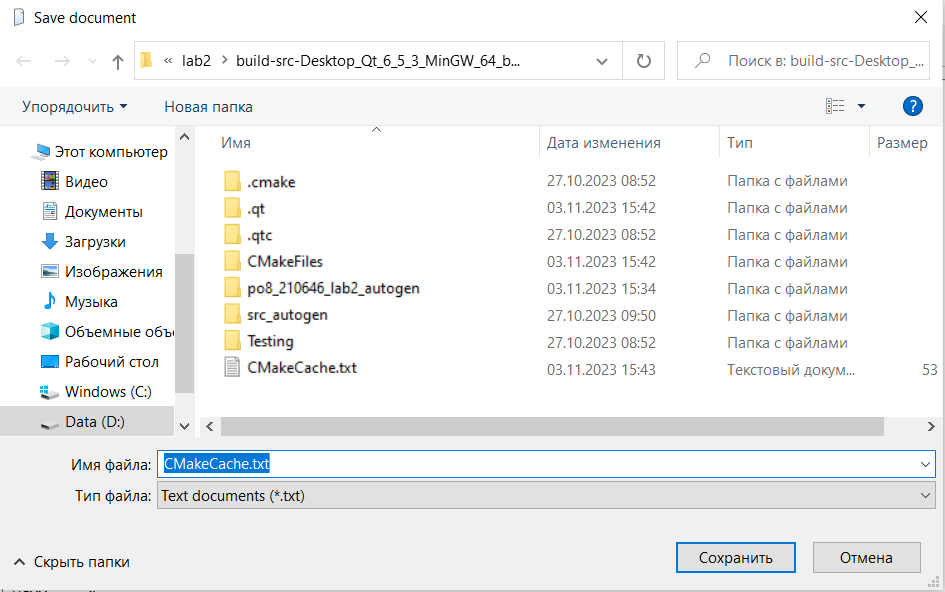 Save document
« lab2 > build-src-Desktop_Qt_6_5_3_MinGW_64_b...
Поиск в: build-src-Desktop_...
Упорядочить
Новая папка
Этот компьютер
Видео
Документы
Загрузки
Изображения
Музыка
Объемные объ
Рабочий стол
Windows (C:)
Data (D:)
Имя Дата изменения Тип Размер
.cmake 27.10.2023 08:52 Папка с файлами
.qt 03.11.2023 15:42 Папка с файлами
.qtc 27.10.2023 08:52 Папка с файлами
CMakeFiles 03.11.2023 15:42 Папка с файлами
po8_210646_lab2_autogen 03.11.2023 15:34 Папка с файлами
src_autogen 27.10.2023 09:50 Папка с файлами
Testing 27.10.2023 08:52 Папка с файлами
CMakeCache.txt 03.11.2023 15:43 Текстовый докум... 53
Имя файла: CMakeCache.txt
Тип файла: Text documents (*.txt)
Скрыть папки
Сохранить
Отмена